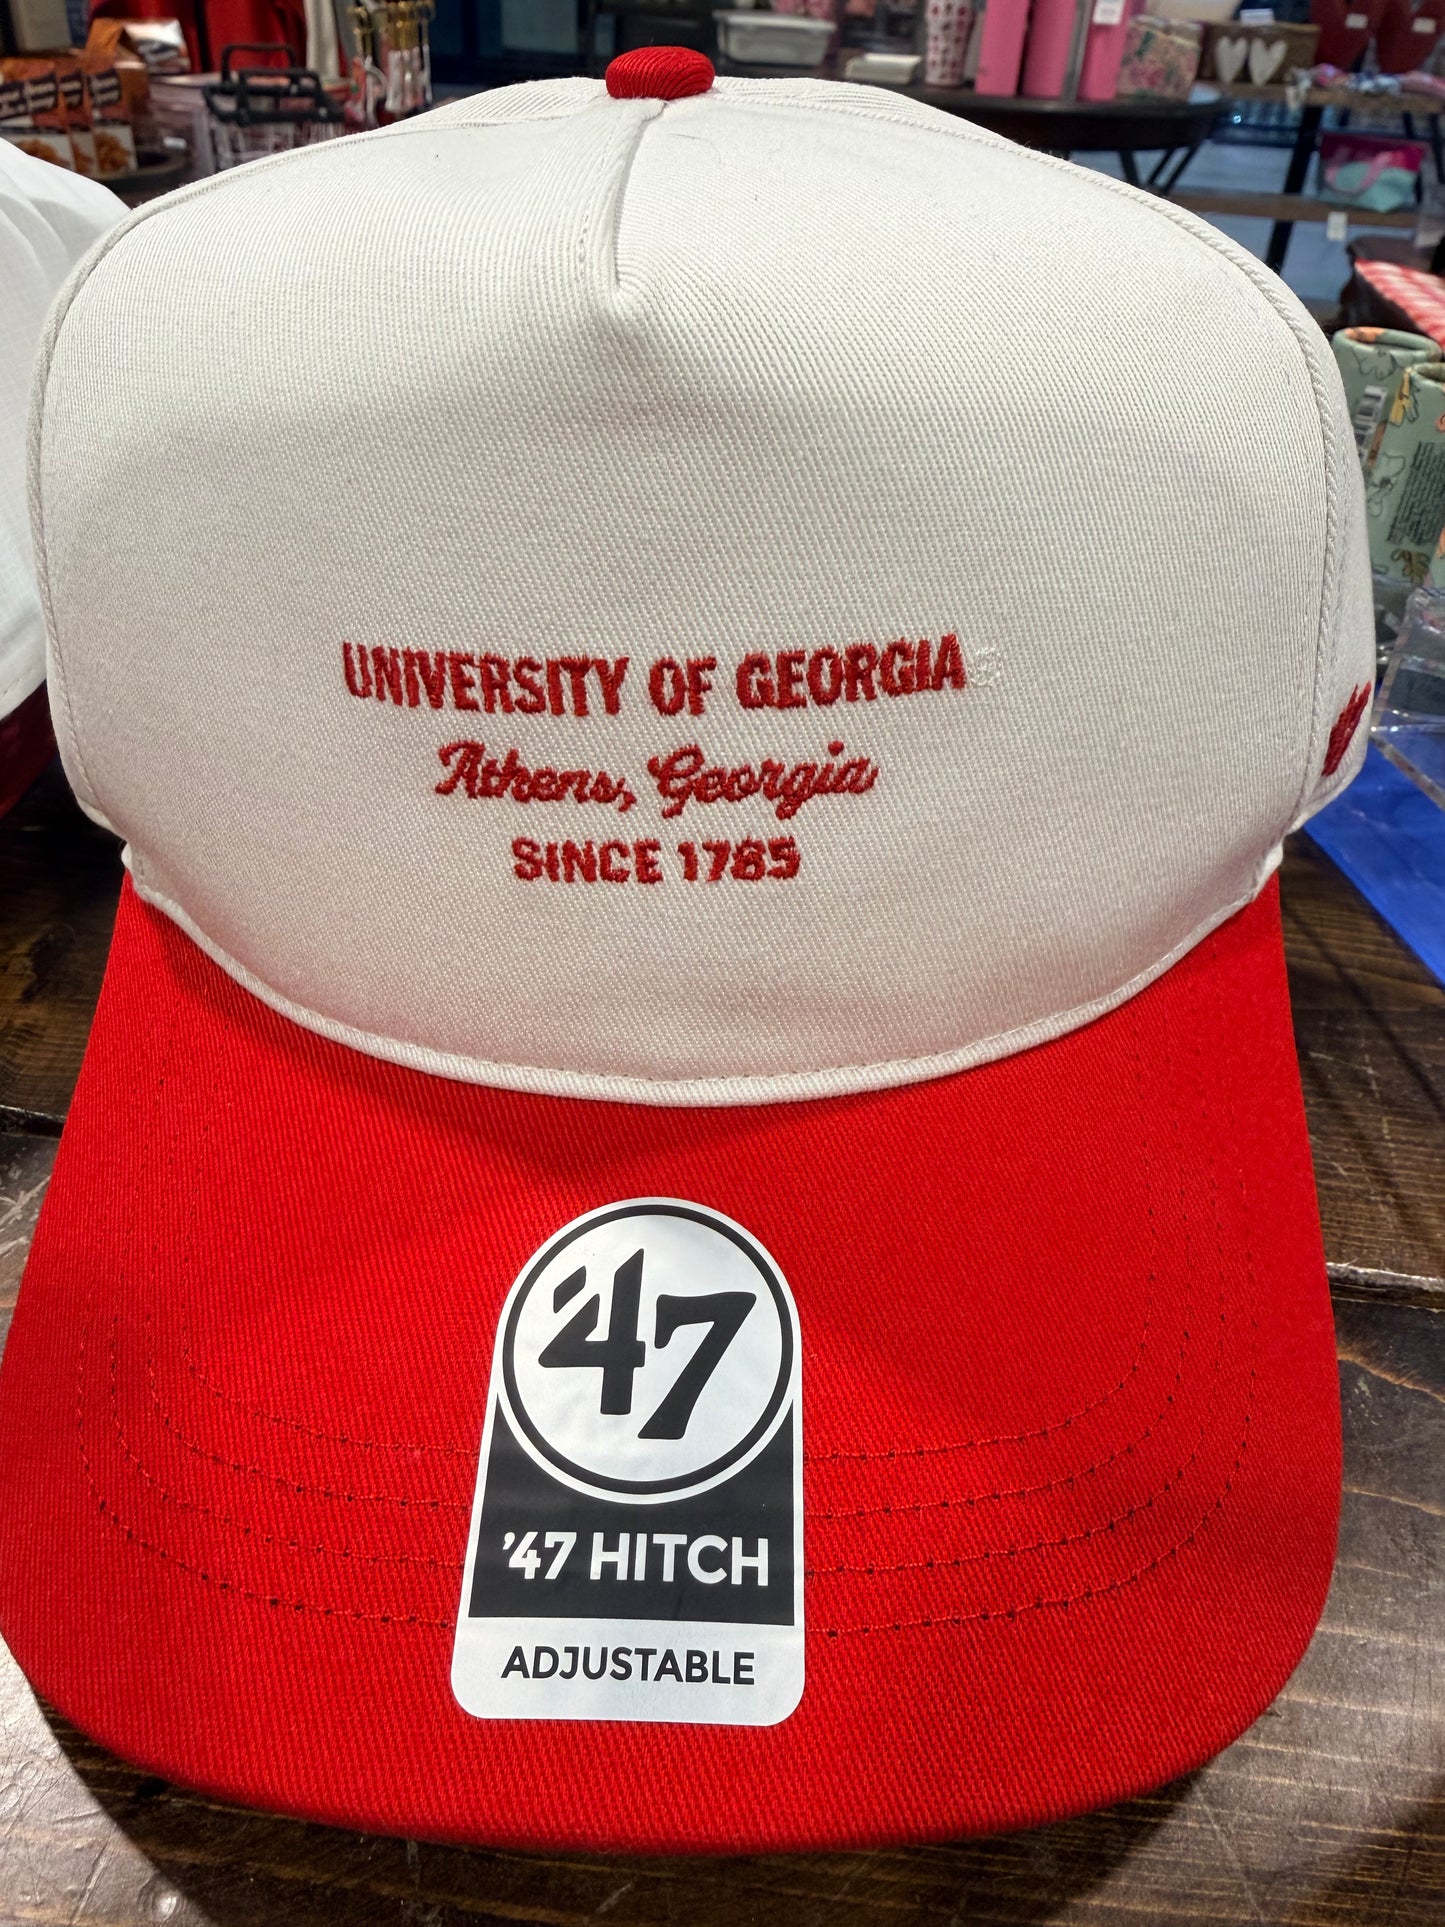 UNIVERSITY OF GEORGIA®
Athens, Georgia
SINCE 1785
'47
'47 HITCH
ADJUSTABLE